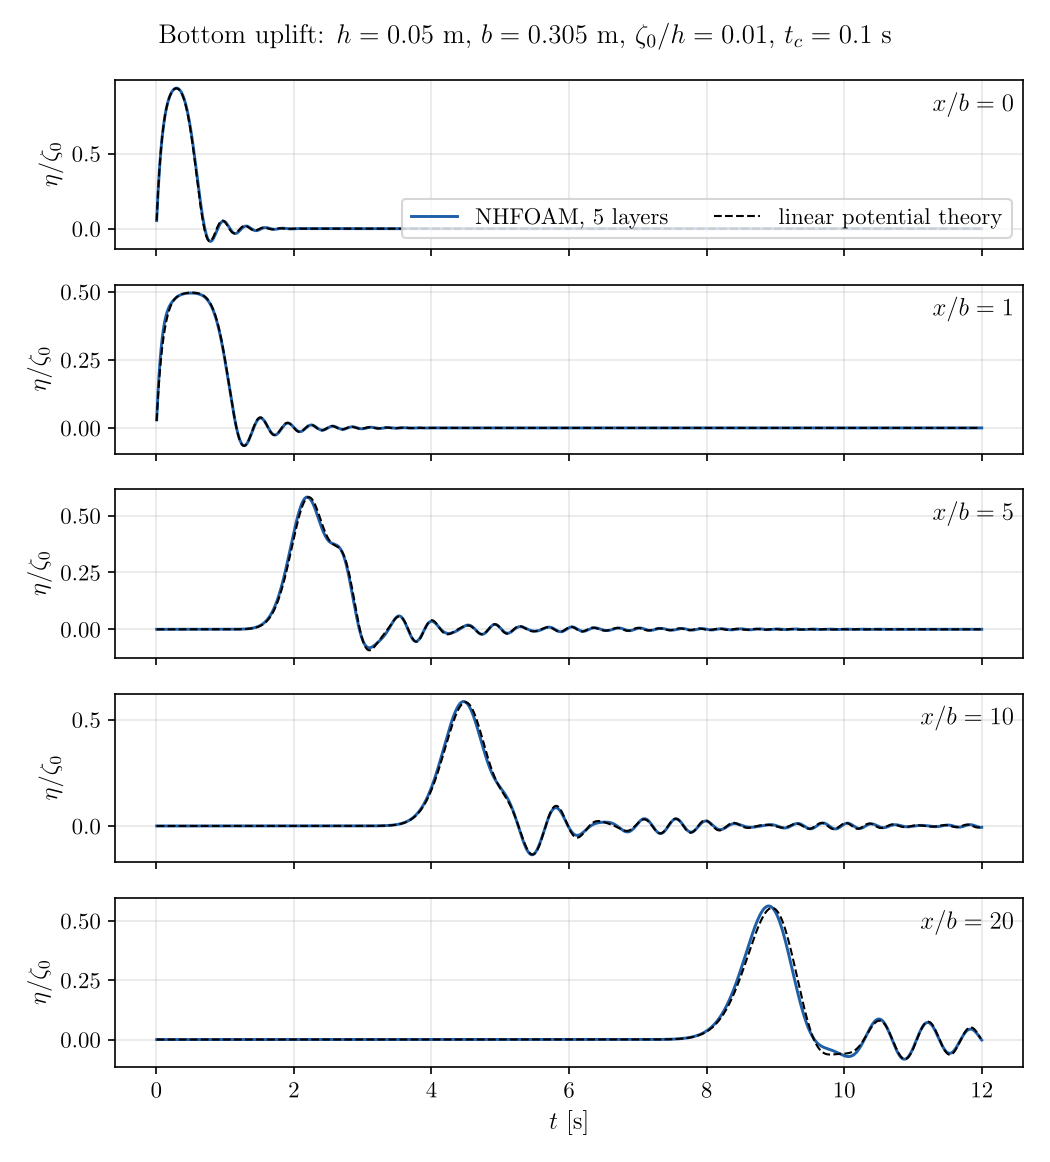 Bottom uplift: h = 0.05 m, b = 0.305 m, ζ₀/h = 0.01, t_c = 0.1 s
x/b = 0
η/ζ₀
0.5
0.0
NHFOAM, 5 layers
linear potential theory
x/b = 1
η/ζ₀
0.50
0.25
0.00
x/b = 5
η/ζ₀
0.50
0.25
0.00
x/b = 10
η/ζ₀
0.5
0.0
x/b = 20
η/ζ₀
0.50
0.25
0.00
0 2 4 6 8 10 12
t [s]